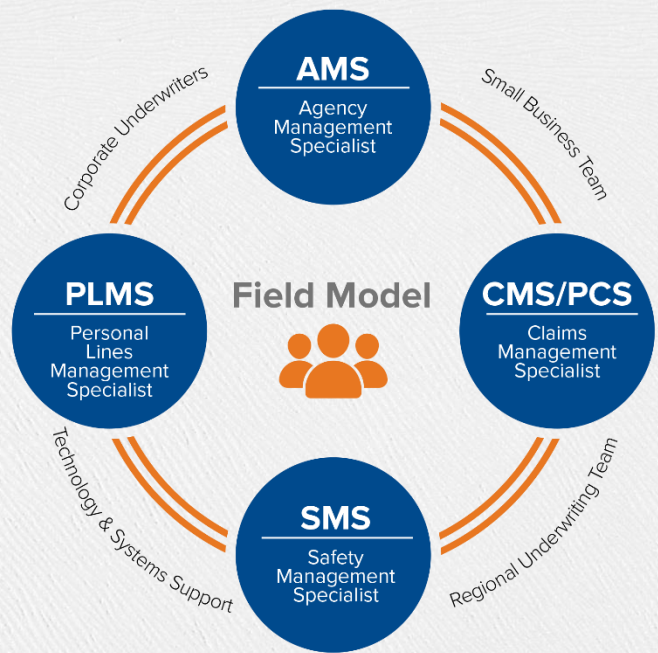 AMS
Agency
Management
Specialist
Corporate Underwriters
Small Business Team
PLMS
Personal
Lines
Management
Specialist
Field Model
CMS/PCS
Claims
Management
Specialist
Technology & Systems Support
Regional Underwriting Team
SMS
Safety
Management
Specialist